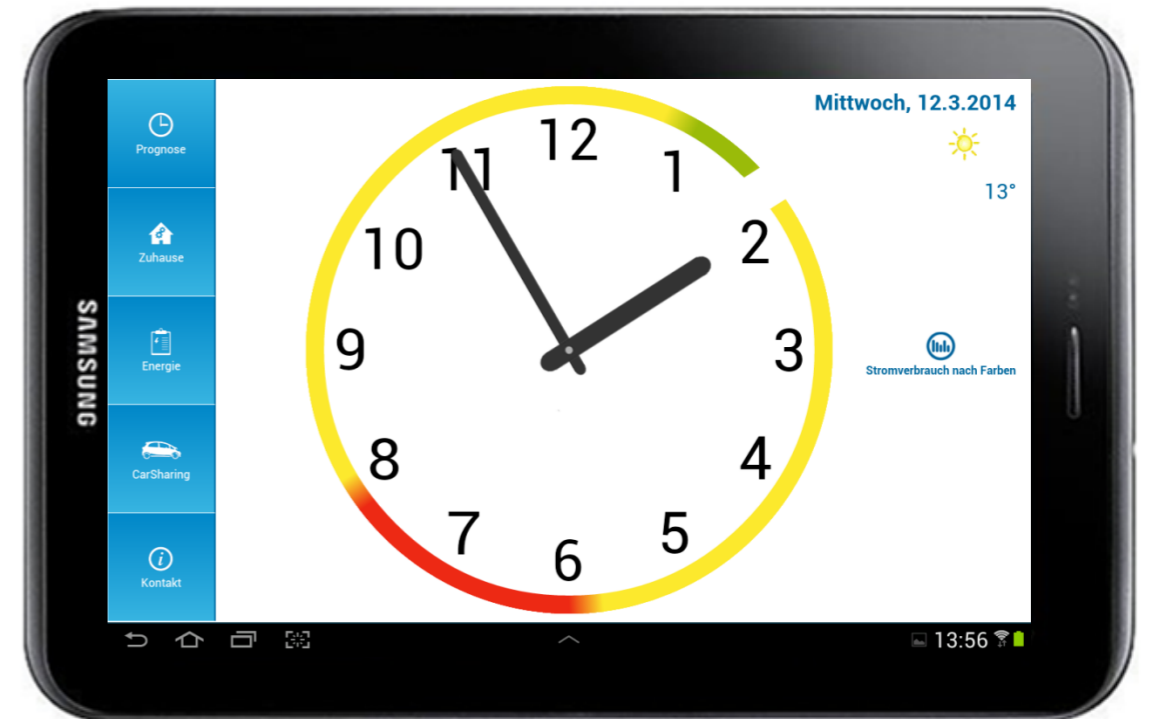 SAMSUNG
Prognose
Zuhause
Energie
CarSharing
Kontakt
12
1
2
3
4
5
6
7
8
9
10
11
Mittwoch, 12.3.2014
13°
Stromverbrauch nach Farben
13:56